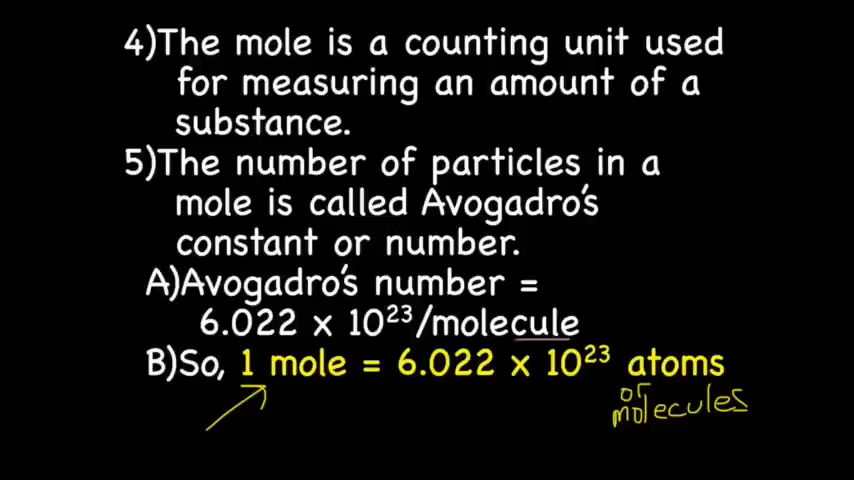 4)The mole is a counting unit used
for measuring an amount of a
substance.
5)The number of particles in a
mole is called Avogadro's
constant or number.
A)Avogadro's number =
6.022 x 10²³/molecule
B)So, 1 mole = 6.022 x 10²³ atoms
or
molecules